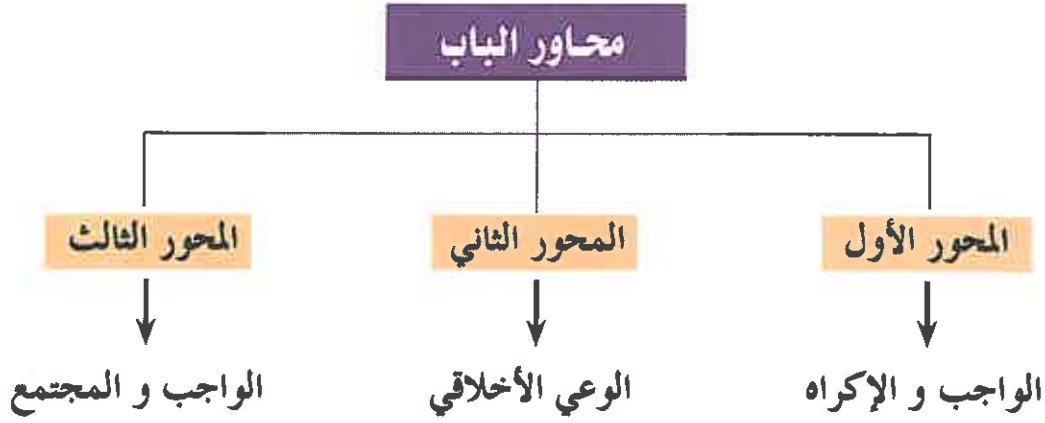 محاور الباب
المحور الأول
المحور الثاني
المحور الثالث
الواجب و الإكراه
الوعي الأخلاقي
الواجب و المجتمع